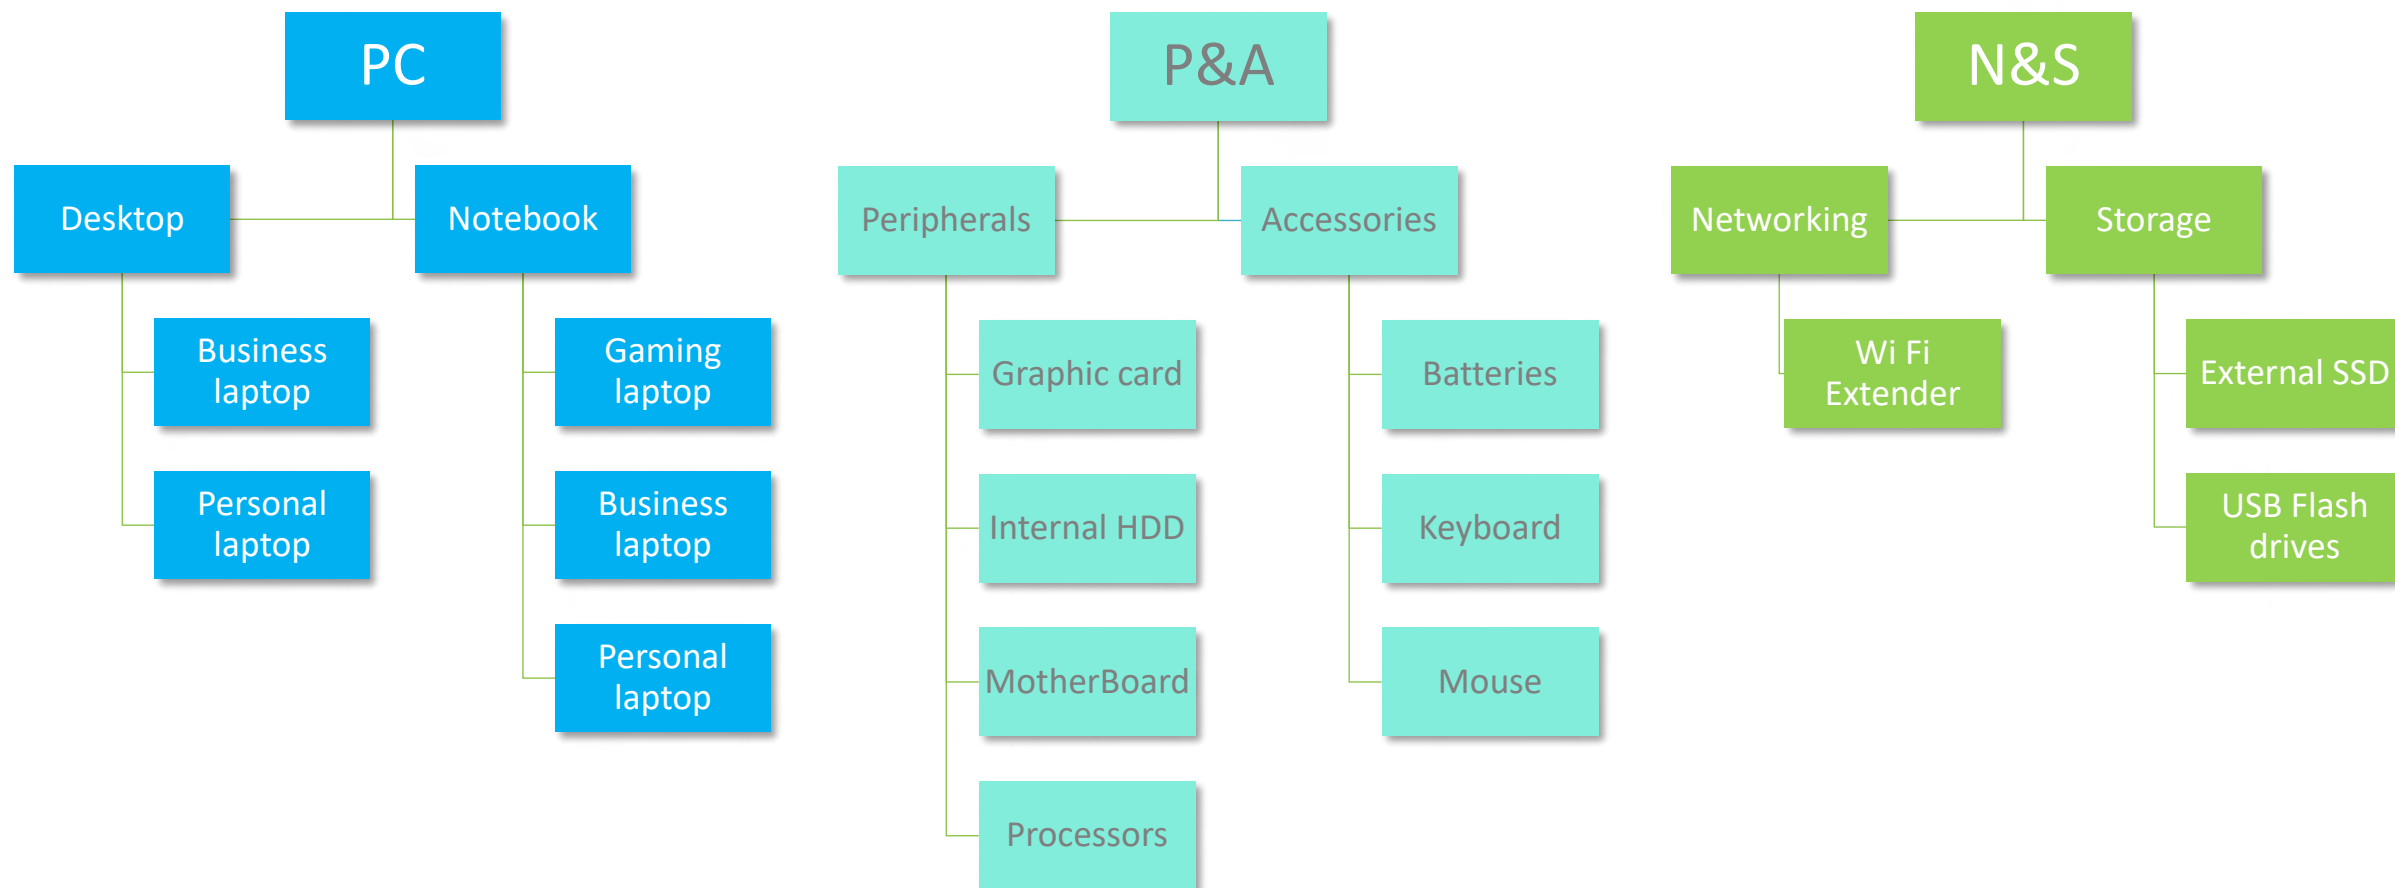 PC
Desktop
Notebook
Business
laptop
Personal
laptop
Gaming
laptop
Business
laptop
Personal
laptop
P&A
Peripherals
Accessories
Graphic card
Internal HDD
MotherBoard
Processors
Batteries
Keyboard
Mouse
N&S
Networking
Storage
Wi Fi
Extender
External SSD
USB Flash
drives